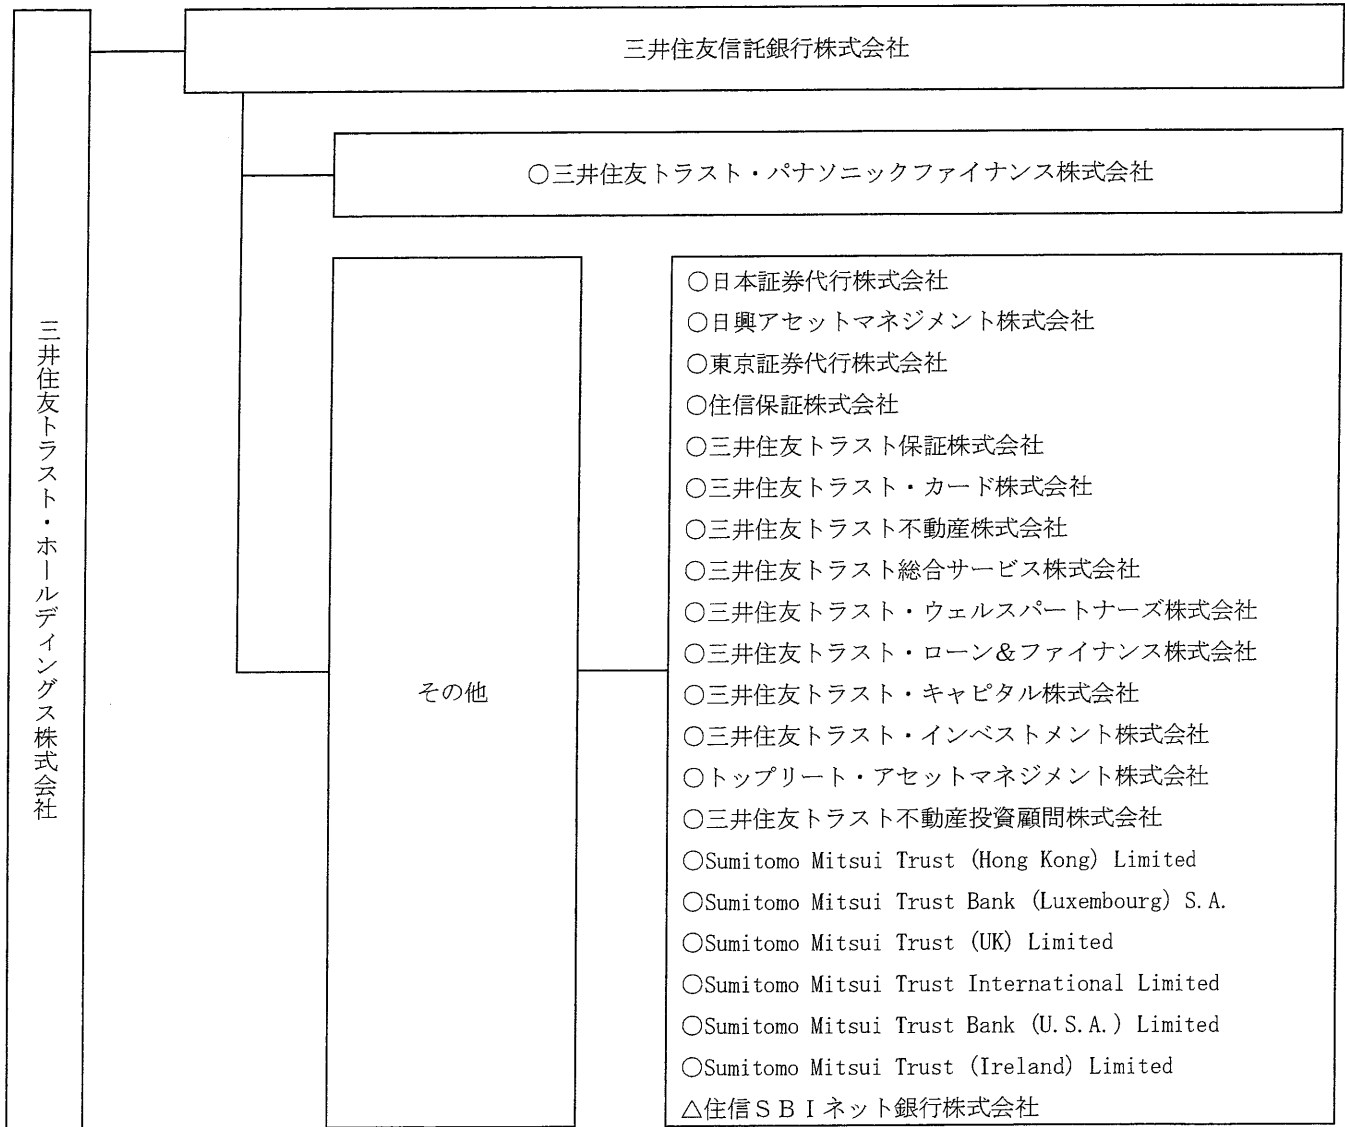 三井住友トラスト・ホールディングス株式会社
三井住友信託銀行株式会社
○三井住友トラスト・パナソニックファイナンス株式会社
その他
○日本証券代行株式会社
○日興アセットマネジメント株式会社
○東京証券代行株式会社
○住信保証株式会社
○三井住友トラスト保証株式会社
○三井住友トラスト・カード株式会社
○三井住友トラスト不動産株式会社
○三井住友トラスト総合サービス株式会社
○三井住友トラスト・ウェルスパートナーズ株式会社
○三井住友トラスト・ローン&ファイナンス株式会社
○三井住友トラスト・キャピタル株式会社
○三井住友トラスト・インベストメント株式会社
○トップリート・アセットマネジメント株式会社
○三井住友トラスト不動産投資顧問株式会社
○Sumitomo Mitsui Trust (Hong Kong) Limited
○Sumitomo Mitsui Trust Bank (Luxembourg) S.A.
○Sumitomo Mitsui Trust (UK) Limited
○Sumitomo Mitsui Trust International Limited
○Sumitomo Mitsui Trust Bank (U.S.A.) Limited
○Sumitomo Mitsui Trust (Ireland) Limited
△住信ＳＢＩネット銀行株式会社